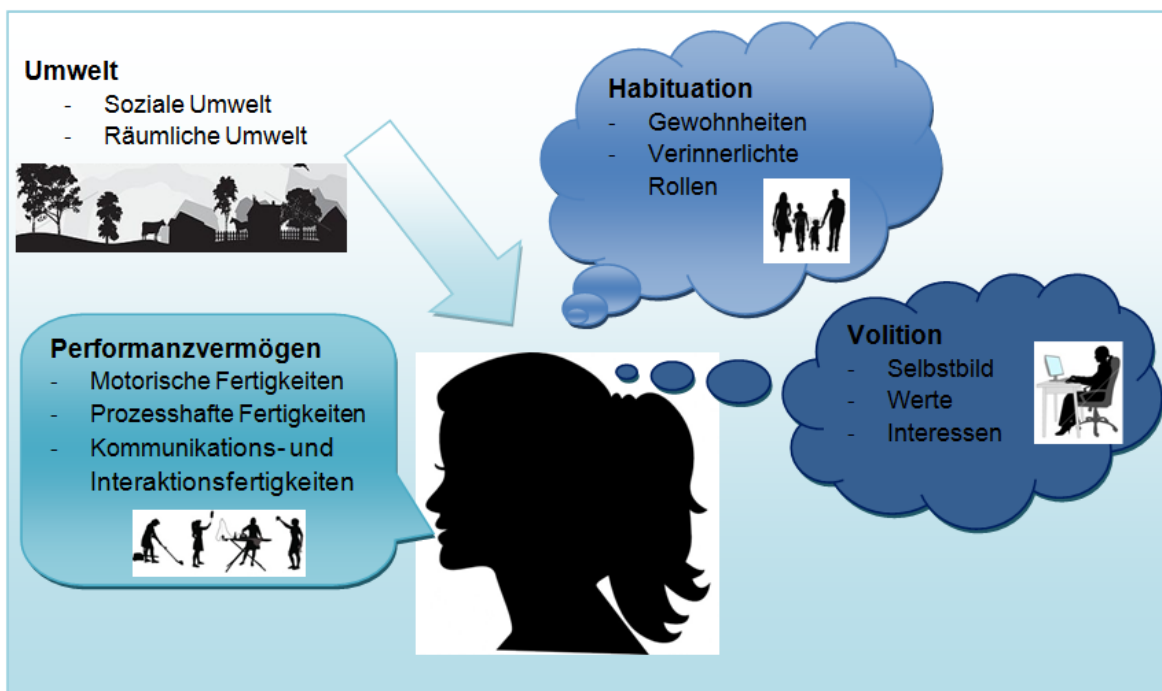 Umwelt
- Soziale Umwelt
- Räumliche Umwelt
Habituation
- Gewohnheiten
- Verinnerlichte
Rollen
Performanzvermögen
- Motorische Fertigkeiten
- Prozesshafte Fertigkeiten
- Kommunikations- und
Interaktionsfertigkeiten
Volition
- Selbstbild
- Werte
- Interessen